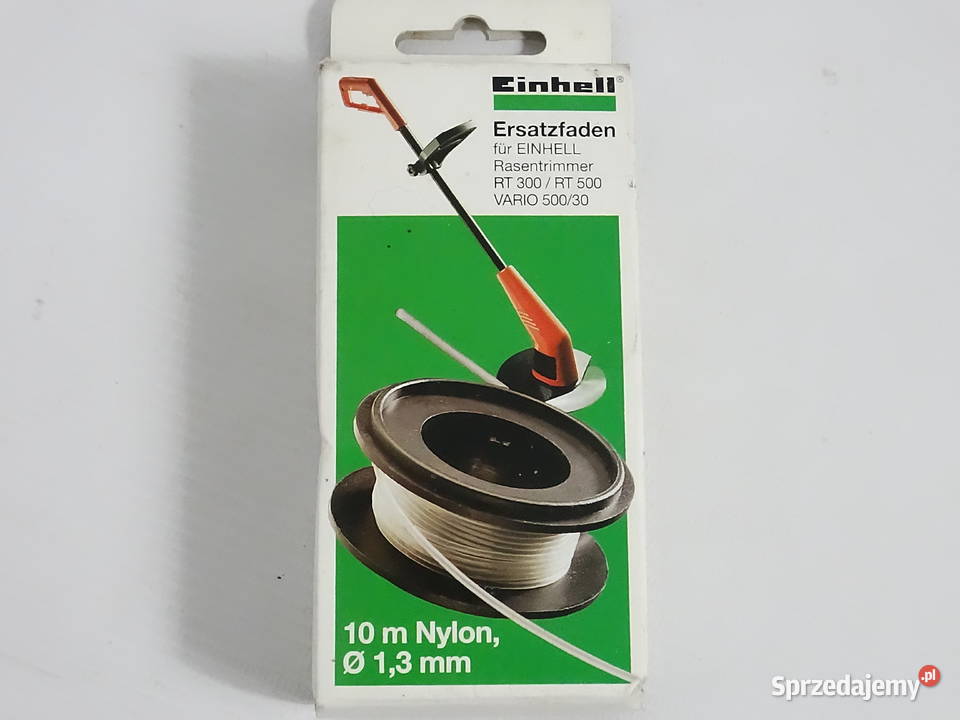 Einhell®
Ersatzfaden
für EINHELL
Rasentrimmer
RT 300 / RT 500
VARIO 500/30
10 m Nylon,
Ø 1,3 mm
Sprzedajemy.pl